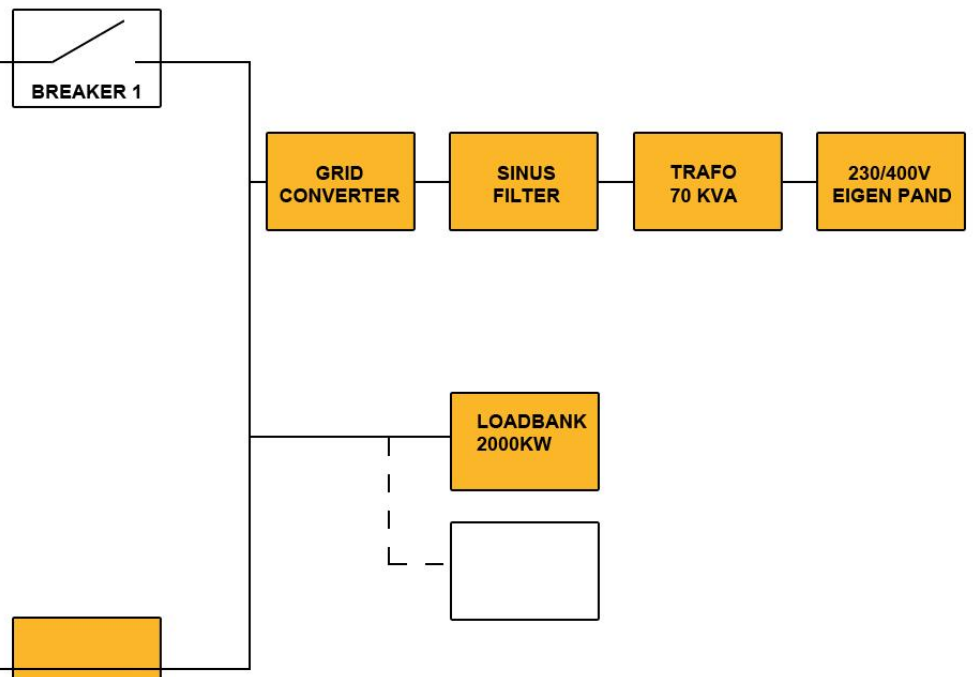 BREAKER 1
GRID
CONVERTER
SINUS
FILTER
TRAFO
70 KVA
230/400V
EIGEN PAND
LOADBANK
2000KW